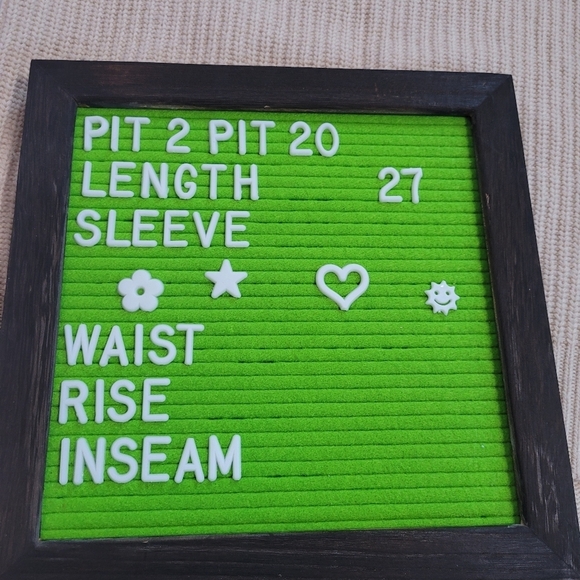 PIT 2 PIT 20
LENGTH 27
SLEEVE
WAIST
RISE
INSEAM